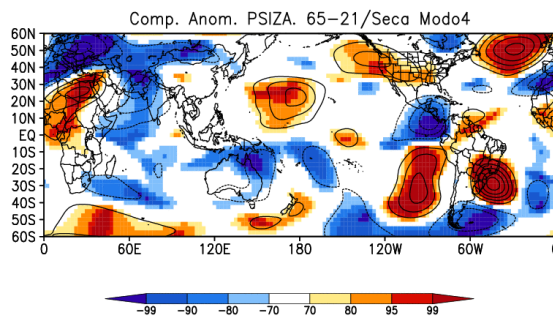 Comp. Anom. PSIZA. 65−21/Seca Modo4
60N
50N
40N
30N
20N
10N
EQ
10S
20S
30S
40S
50S
60S
0 60E 120E 180 120W 60W
−99 −90 −80 −70 70 80 95 99